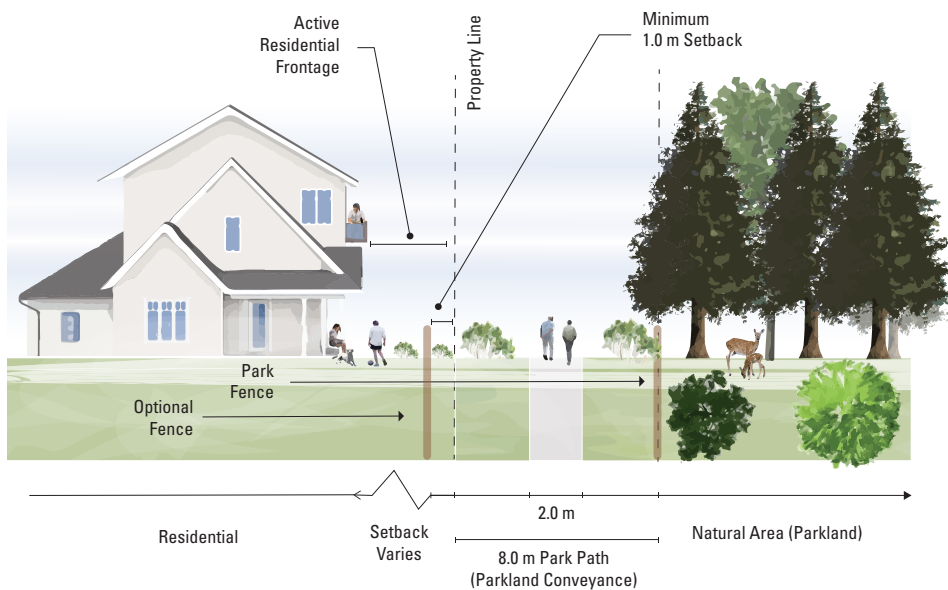 Active
Residential
Frontage
Property Line
Minimum
1.0 m Setback
Park
Fence
Optional
Fence
Residential
Setback
Varies
2.0 m
8.0 m Park Path
(Parkland Conveyance)
Natural Area (Parkland)